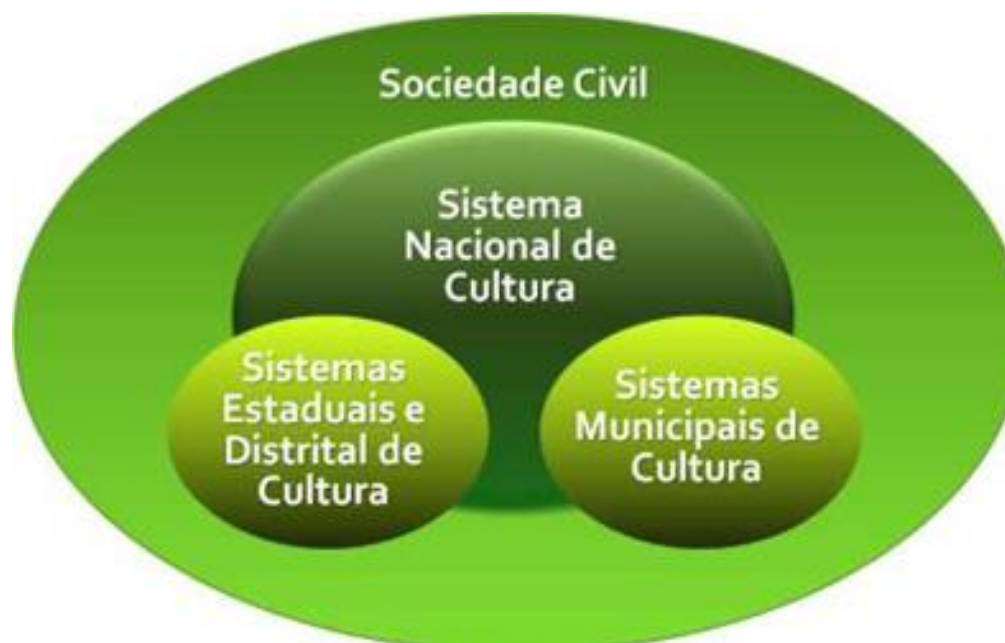 Sociedade Civil
Sistema
Nacional de
Cultura
Sistemas
Estaduais e
Distrital de
Cultura
Sistemas
Municipais de
Cultura